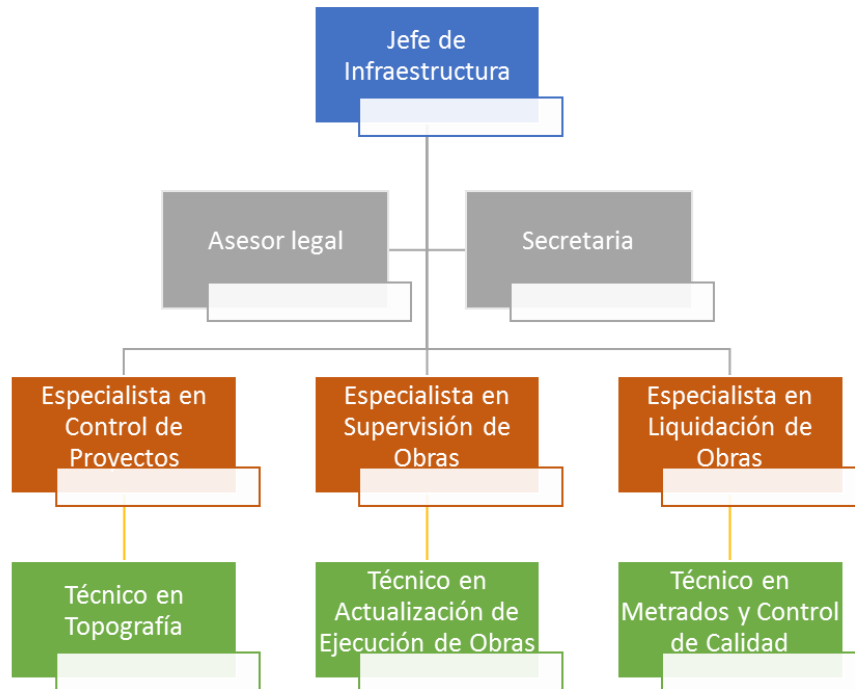 Jefe de
Infraestructura
Asesor legal
Secretaria
Especialista en
Control de
Proyectos
Especialista en
Supervisión de
Obras
Especialista en
Liquidación de
Obras
Técnico en
Topografía
Técnico en
Actualización de
Ejecución de Obras
Técnico en
Metrados y Control
de Calidad